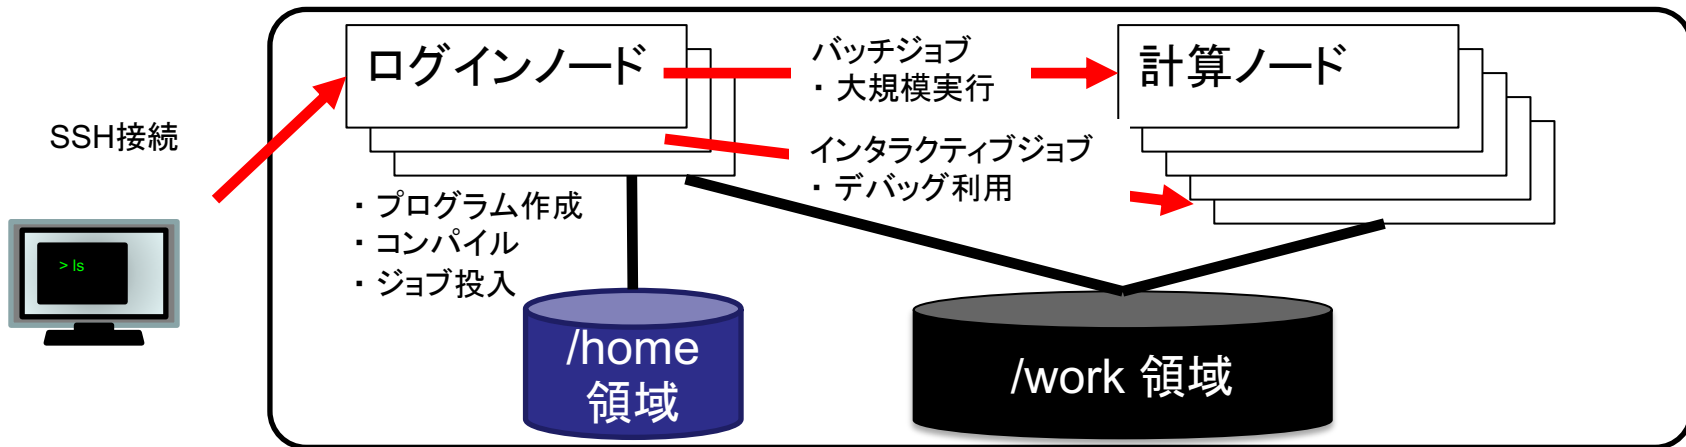 ログインノード
バッチジョブ
・大規模実行
計算ノード
SSH接続
インタラクティブジョブ
・デバッグ利用
・プログラム作成
・コンパイル
・ジョブ投入
> ls
/home
領域
/work 領域